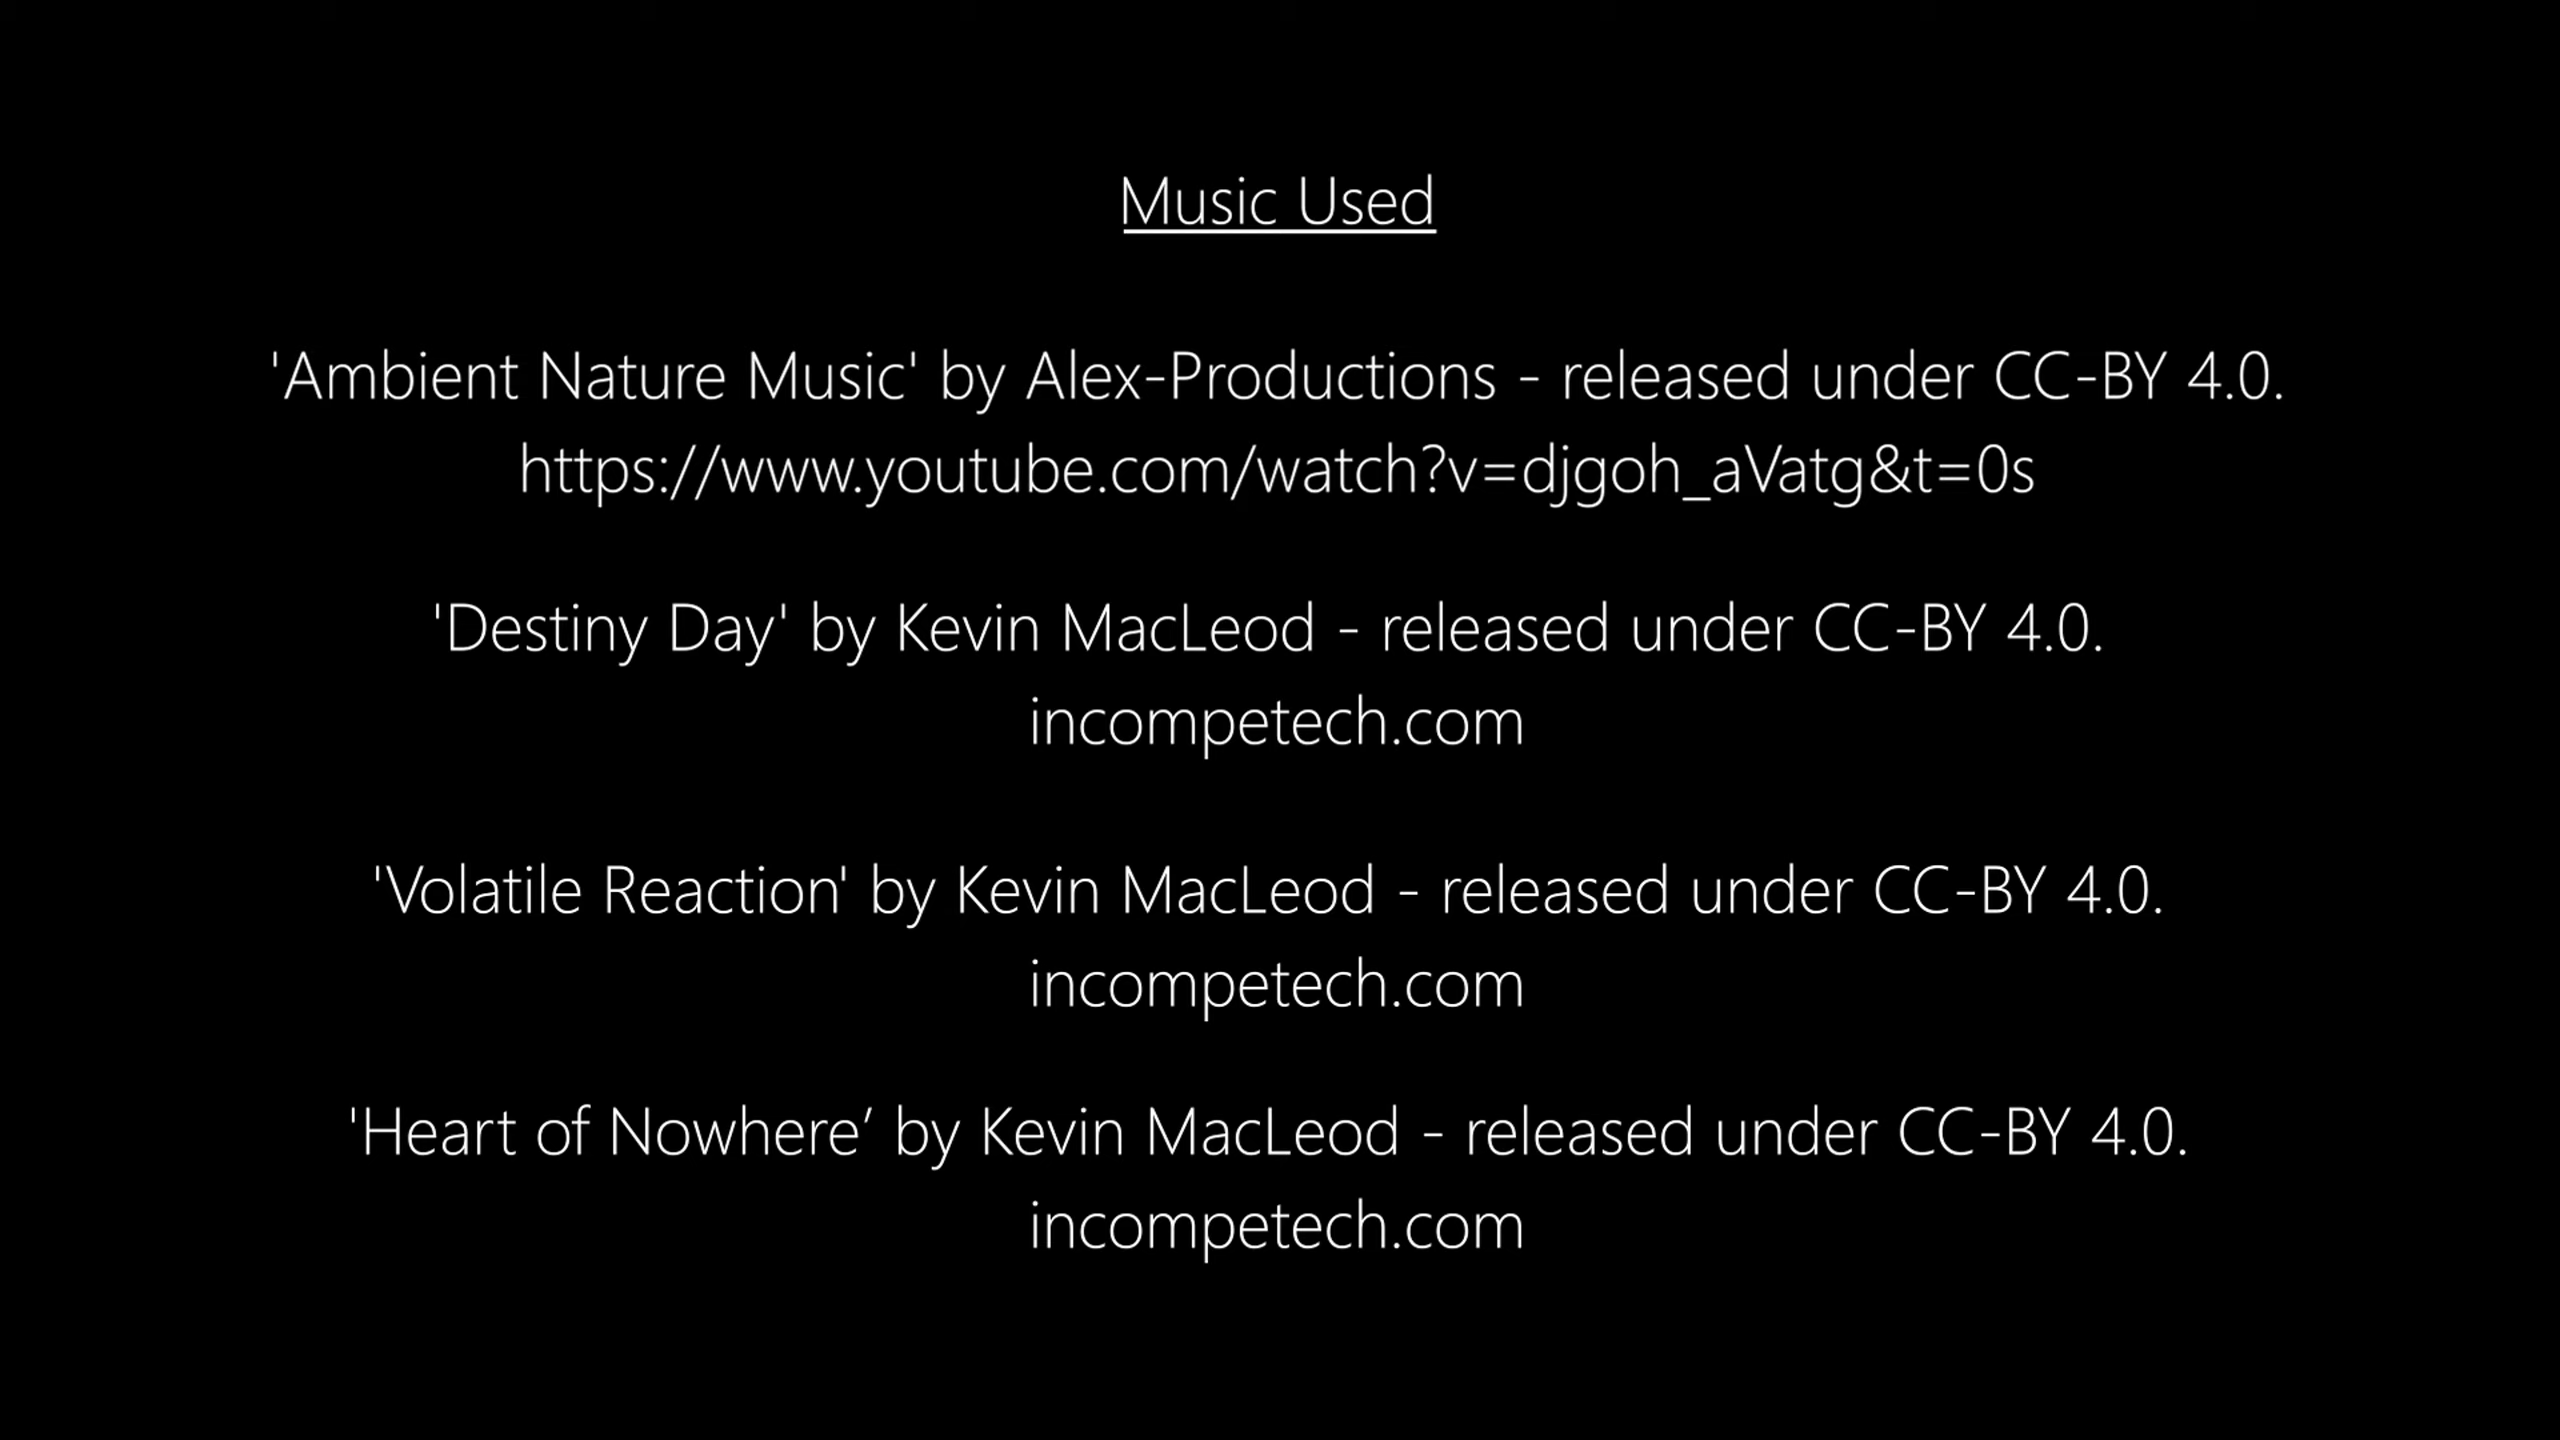 Music Used
'Ambient Nature Music' by Alex-Productions - released under CC-BY 4.0.
https://www.youtube.com/watch?v=djgoh_aVatg&t=0s
'Destiny Day' by Kevin MacLeod - released under CC-BY 4.0.
incompetech.com
'Volatile Reaction' by Kevin MacLeod - released under CC-BY 4.0.
incompetech.com
'Heart of Nowhere’ by Kevin MacLeod - released under CC-BY 4.0.
incompetech.com